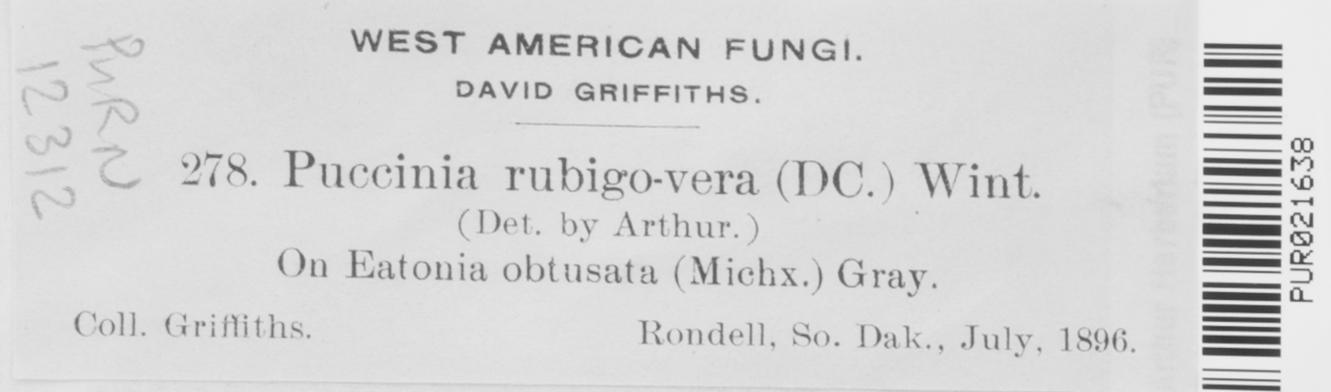 WEST AMERICAN FUNGI.
DAVID GRIFFITHS.
278. Puccinia rubigo-vera (DC.) Wint.
(Det. by Arthur.)
On Eatonia obtusata (Michx.) Gray.
Coll. Griffiths.
Rondell, So. Dak., July, 1896.
PURN
12312
PUR021638